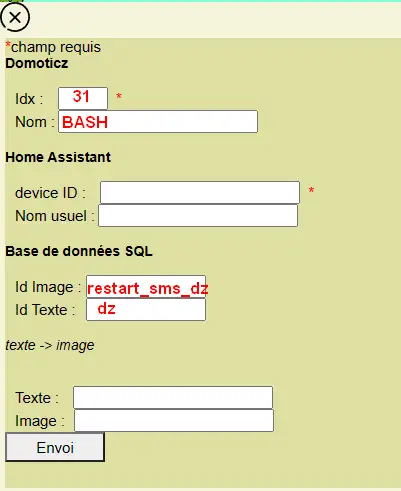 *champ requis
Domoticz
Idx : 31 *
Nom : BASH
Home Assistant
device ID : *
Nom usuel :
Base de données SQL
Id Image : restart_sms_dz
Id Texte : dz
texte -> image
Texte :
Image :
Envoi